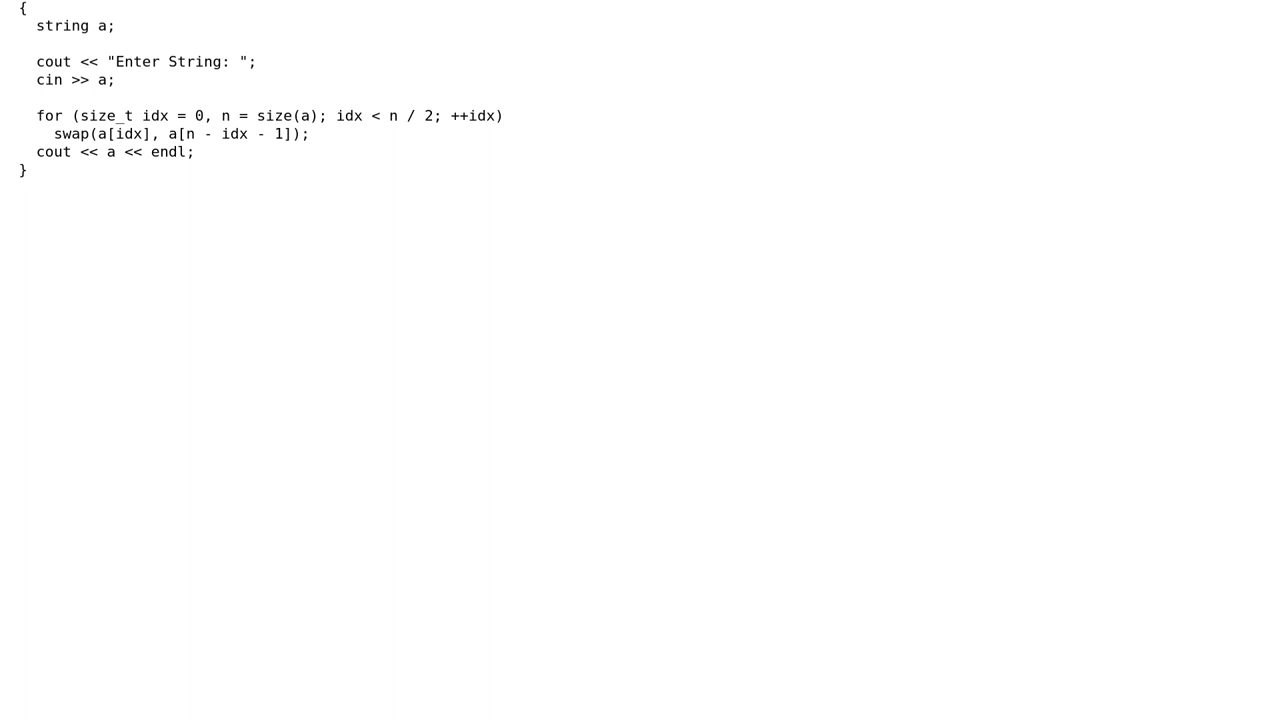 {
  string a;

  cout << "Enter String: ";
  cin >> a;

  for (size_t idx = 0, n = size(a); idx < n / 2; ++idx)
    swap(a[idx], a[n - idx - 1]);
  cout << a << endl;
}